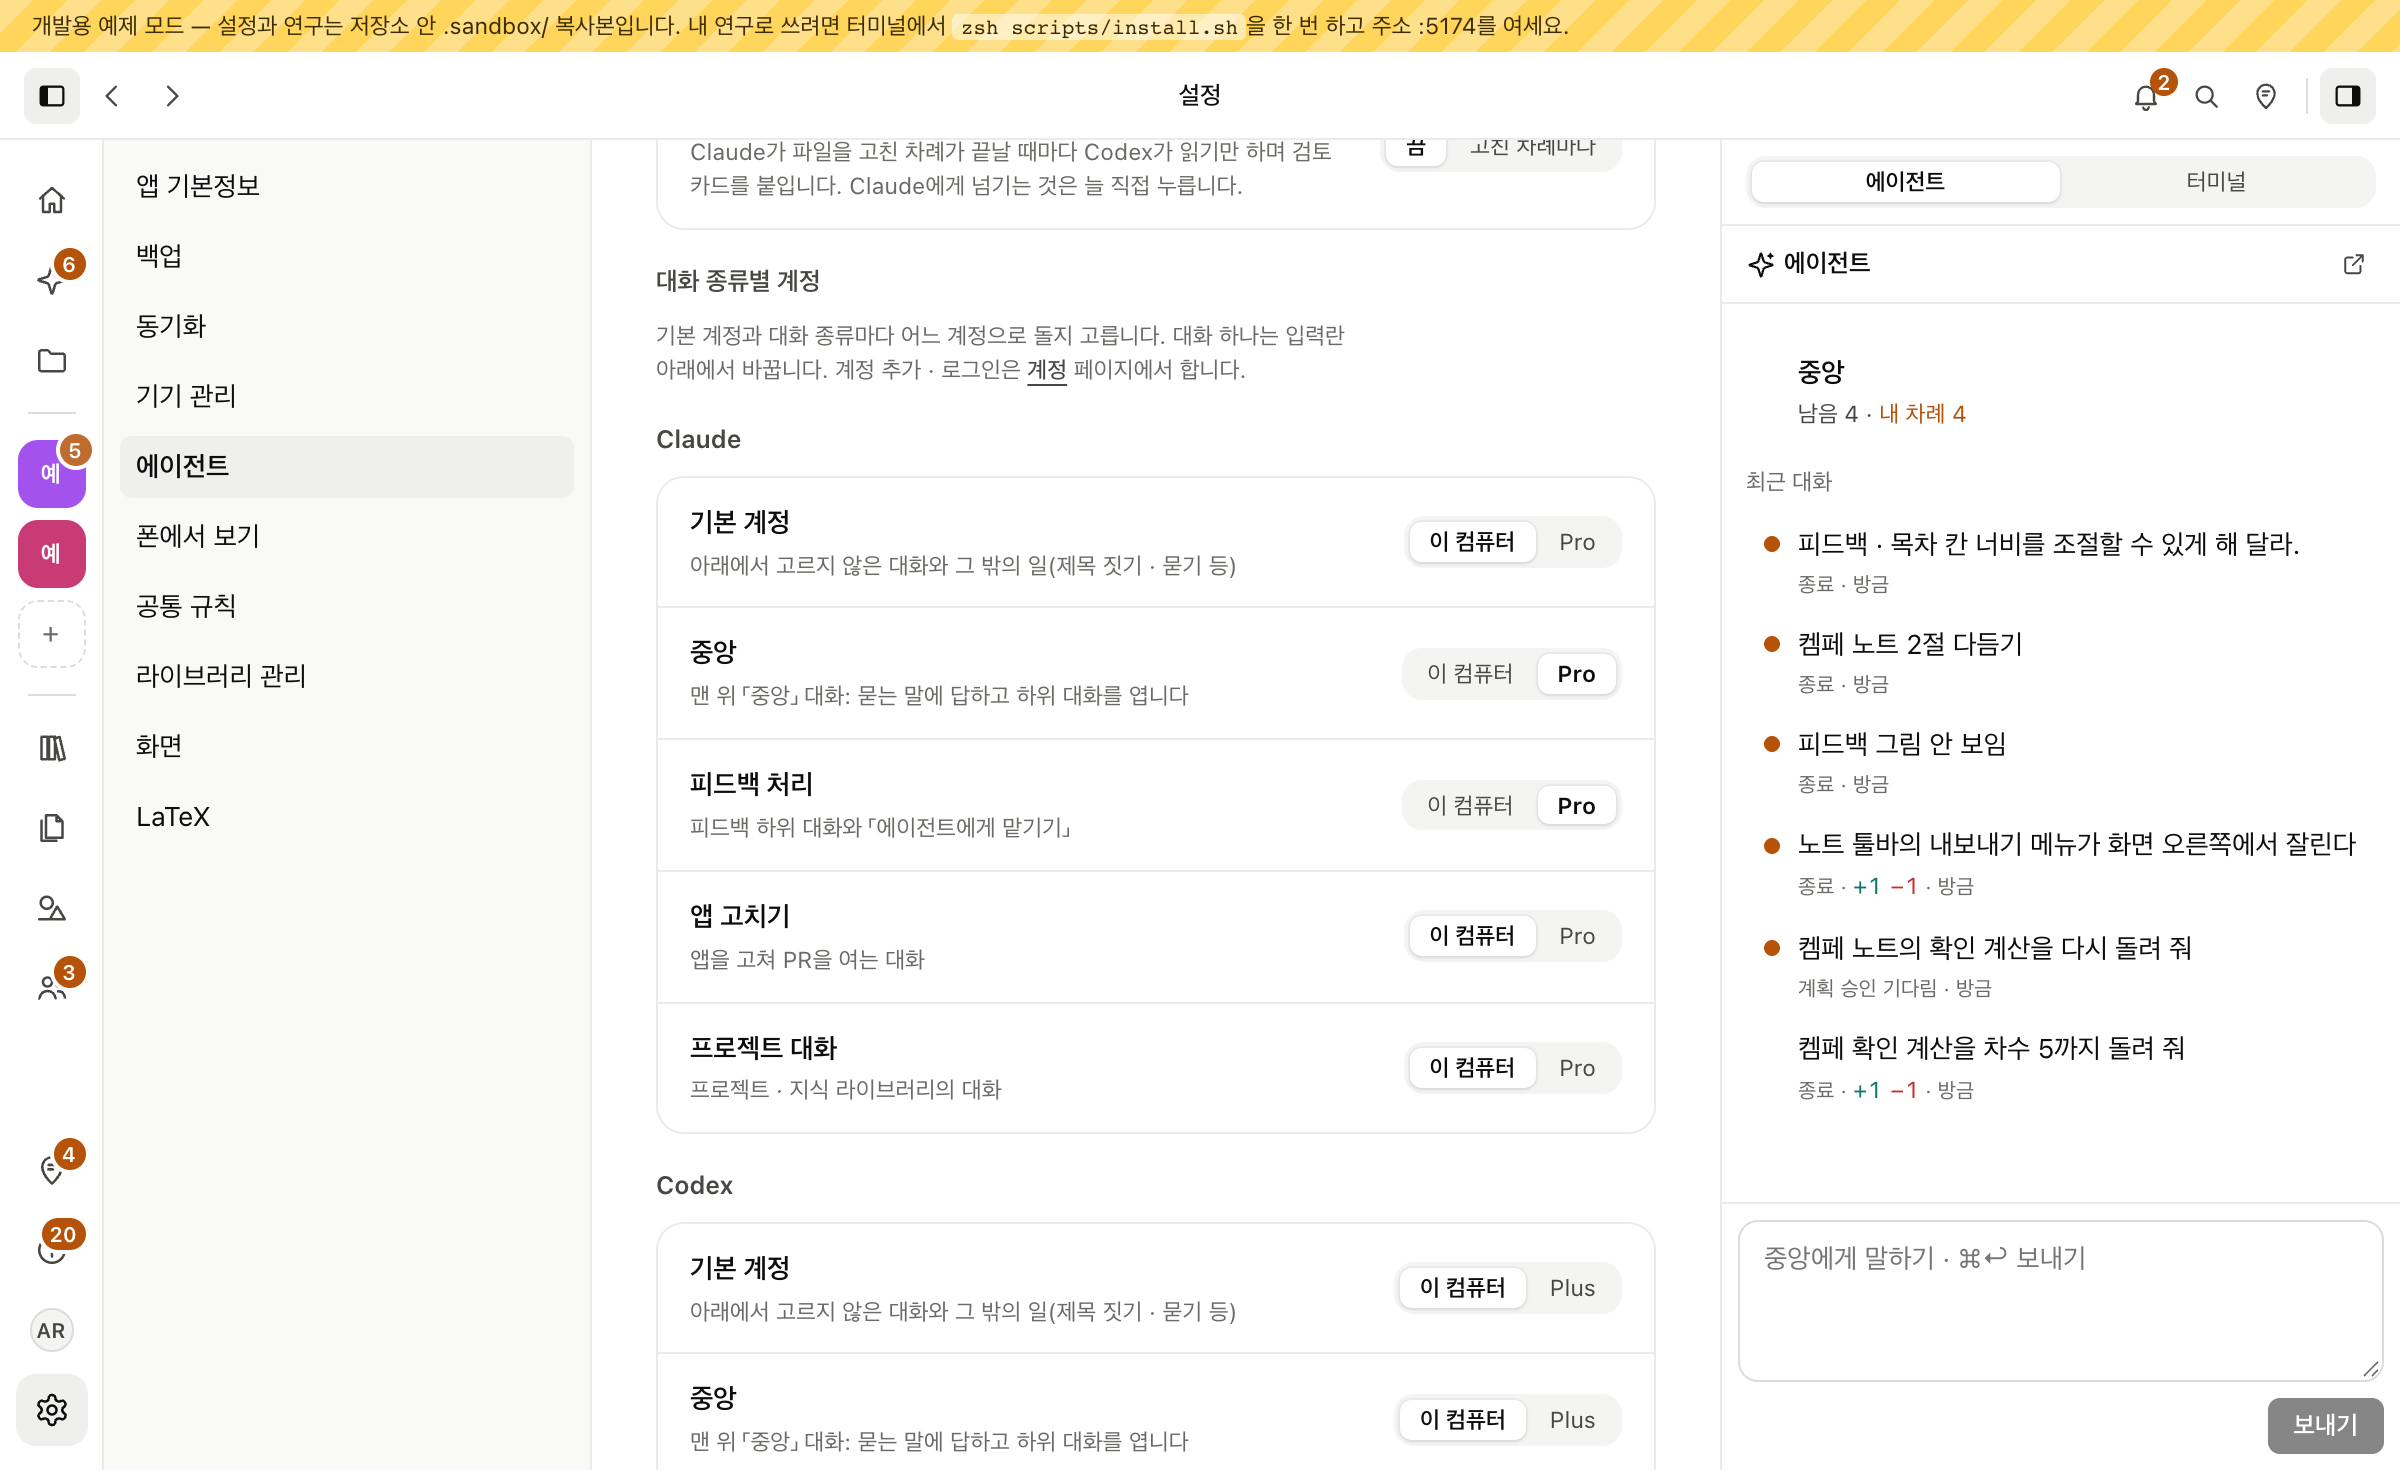 개발용 예제 모드 — 설정과 연구는 저장소 안 .sandbox/ 복사본입니다. 내 연구로 쓰려면 터미널에서 zsh scripts/install.sh을 한 번 하고 주소 :5174를 여세요.
설정
2
6
5
예
예
+
3
4
20
AR
앱 기본정보
백업
동기화
기기 관리
에이전트
폰에서 보기
공통 규칙
라이브러리 관리
화면
LaTeX
Claude가 파일을 고친 차례가 끝날 때마다 Codex가 읽기만 하며 검토
카드를 붙입니다. Claude에게 넘기는 것은 늘 직접 누릅니다.
끔 고친 차례마다
대화 종류별 계정
기본 계정과 대화 종류마다 어느 계정으로 돌지 고릅니다. 대화 하나는 입력란
아래에서 바꿉니다. 계정 추가 · 로그인은 계정 페이지에서 합니다.
Claude
기본 계정
아래에서 고르지 않은 대화와 그 밖의 일(제목 짓기 · 묻기 등)
이 컴퓨터 Pro
중앙
맨 위 「중앙」 대화: 묻는 말에 답하고 하위 대화를 엽니다
이 컴퓨터 Pro
피드백 처리
피드백 하위 대화와 「에이전트에게 맡기기」
이 컴퓨터 Pro
앱 고치기
앱을 고쳐 PR을 여는 대화
이 컴퓨터 Pro
프로젝트 대화
프로젝트 · 지식 라이브러리의 대화
이 컴퓨터 Pro
Codex
기본 계정
아래에서 고르지 않은 대화와 그 밖의 일(제목 짓기 · 묻기 등)
이 컴퓨터 Plus
중앙
맨 위 「중앙」 대화: 묻는 말에 답하고 하위 대화를 엽니다
이 컴퓨터 Plus
에이전트 터미널
에이전트
중앙
남음 4 · 내 차례 4
최근 대화
피드백 · 목차 칸 너비를 조절할 수 있게 해 달라.
종료 · 방금
켐페 노트 2절 다듬기
종료 · 방금
피드백 그림 안 보임
종료 · 방금
노트 툴바의 내보내기 메뉴가 화면 오른쪽에서 잘린다
종료 · +1 −1 · 방금
켐페 노트의 확인 계산을 다시 돌려 줘
계획 승인 기다림 · 방금
켐페 확인 계산을 차수 5까지 돌려 줘
종료 · +1 −1 · 방금
중앙에게 말하기 · ⌘↩ 보내기
보내기